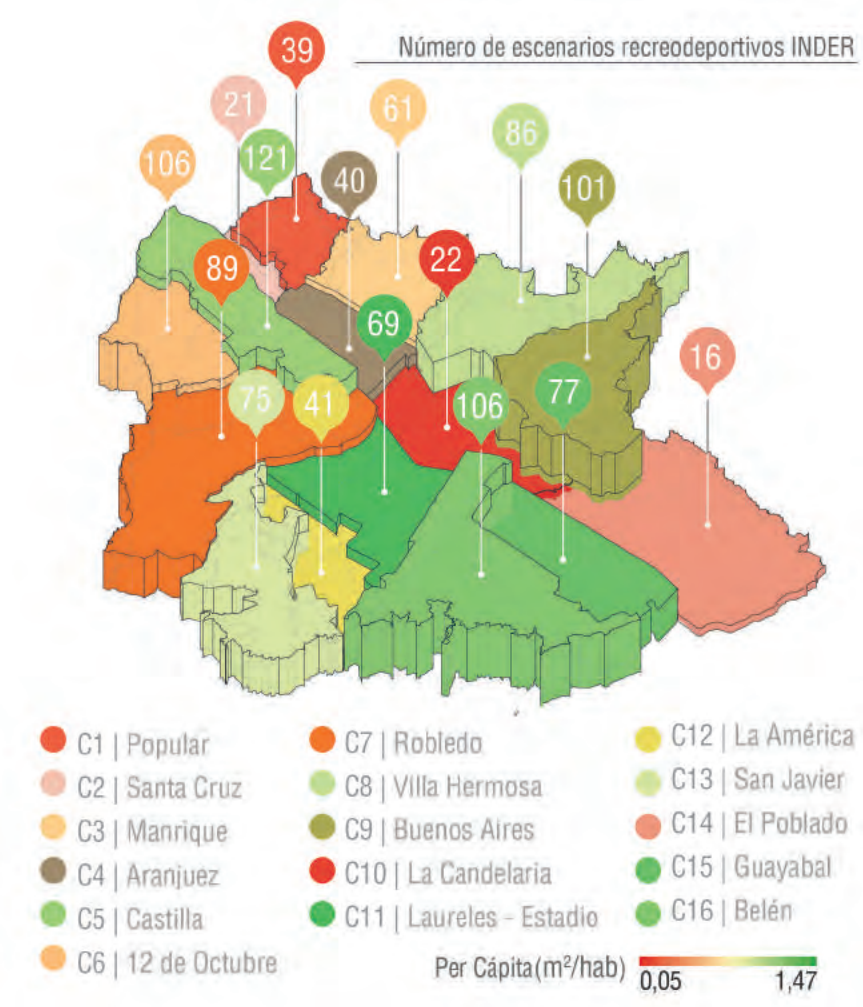 Número de escenarios recreodeportivos INDER
39
21
61
86
106
121
40
101
89
22
69
16
75
41
106
77
C1 | Popular
C2 | Santa Cruz
C3 | Manrique
C4 | Aranjuez
C5 | Castilla
C6 | 12 de Octubre
C7 | Robledo
C8 | Villa Hermosa
C9 | Buenos Aires
C10 | La Candelaria
C11 | Laureles - Estadio
C12 | La América
C13 | San Javier
C14 | El Poblado
C15 | Guayabal
C16 | Belén
Per Cápita(m²/hab)
0,05 1,47